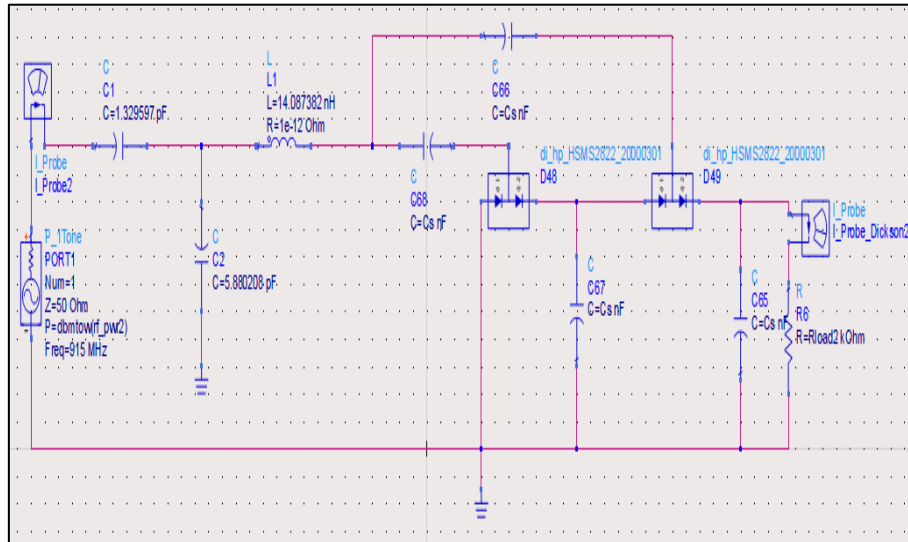 C
C1
C=1.329597 pF
L
L1
L=14.087382 nH
R=1e-12 Ohm
C
C66
C=Cs nF
I_Probe
I_Probe2
C
C68
C=Cs nF
di_hp_HSMS2822_20000301
D48
di_hp_HSMS2822_20000301
D49
I_Probe
I_Probe_Dickson2
P_1Tone
PORT1
Num=1
Z=50 Ohm
P=dbmtow(rf_pwr2)
Freq=915 MHz
C
C2
C=5.880208 pF
C
C67
C=Cs nF
C
C65
C=Cs nF
R
R6
R=Rload2 kOhm